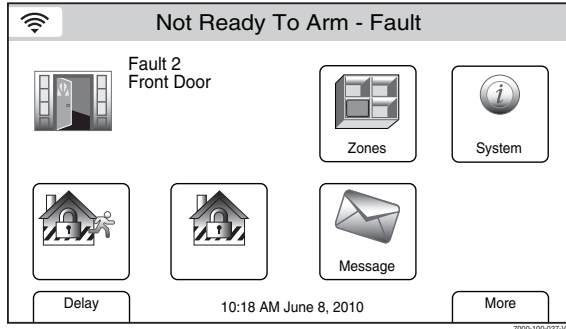 Not Ready To Arm - Fault
Fault 2
Front Door
Zones
System
Message
Delay
10:18 AM June 8, 2010
More